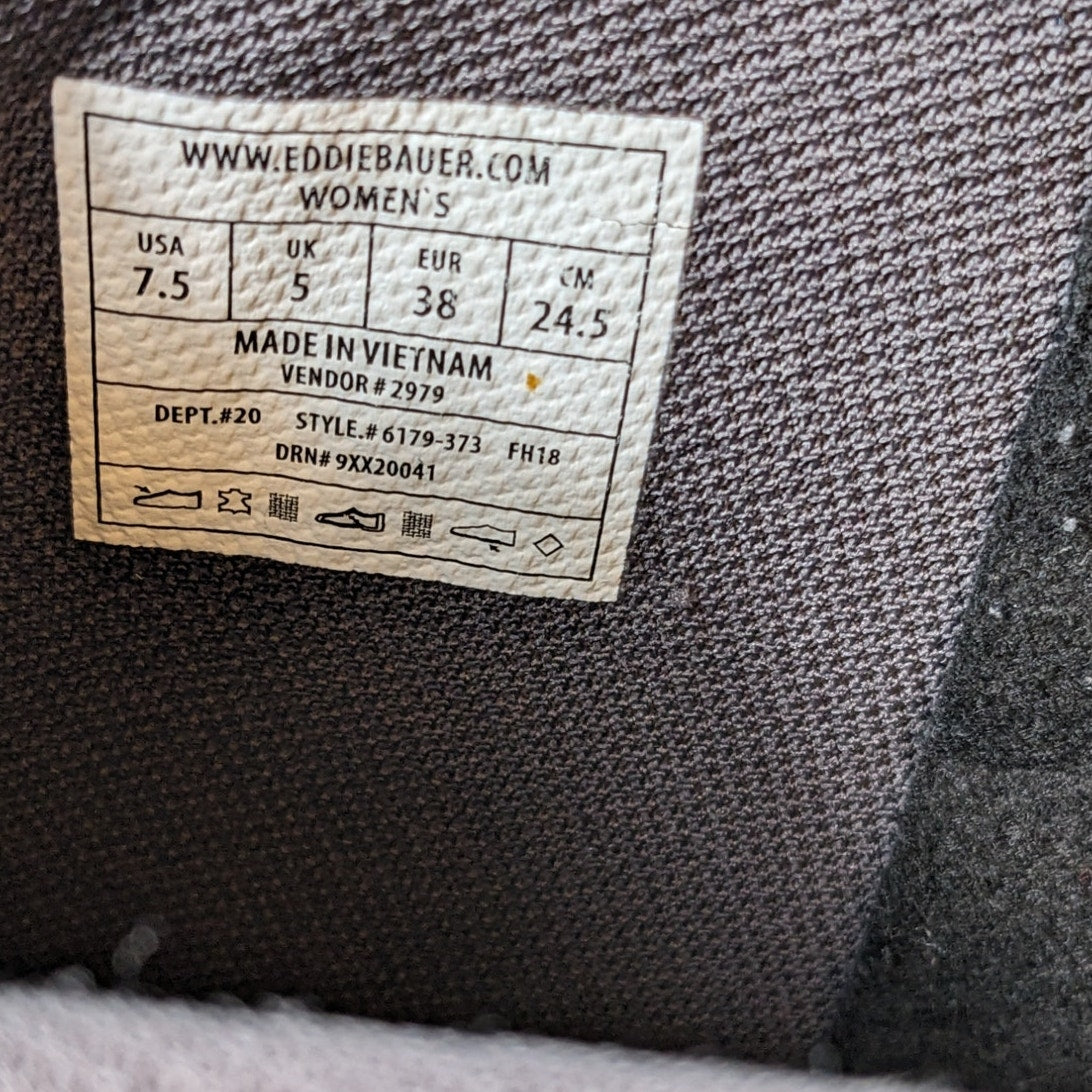 WWW.EDDIEBAUER.COM
WOMEN`S
USA UK EUR CM
7.5 5 38 24.5
MADE IN VIETNAM
VENDOR # 2979
DEPT.#20 STYLE.# 6179-373 FH18
DRN# 9XX20041